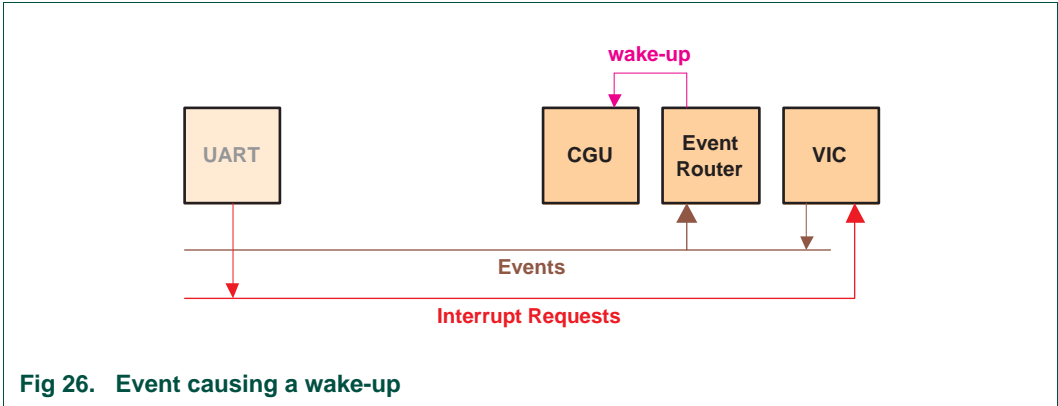 wake-up
UART
CGU
Event
Router
VIC
Events
Interrupt Requests
Fig 26. Event causing a wake-up